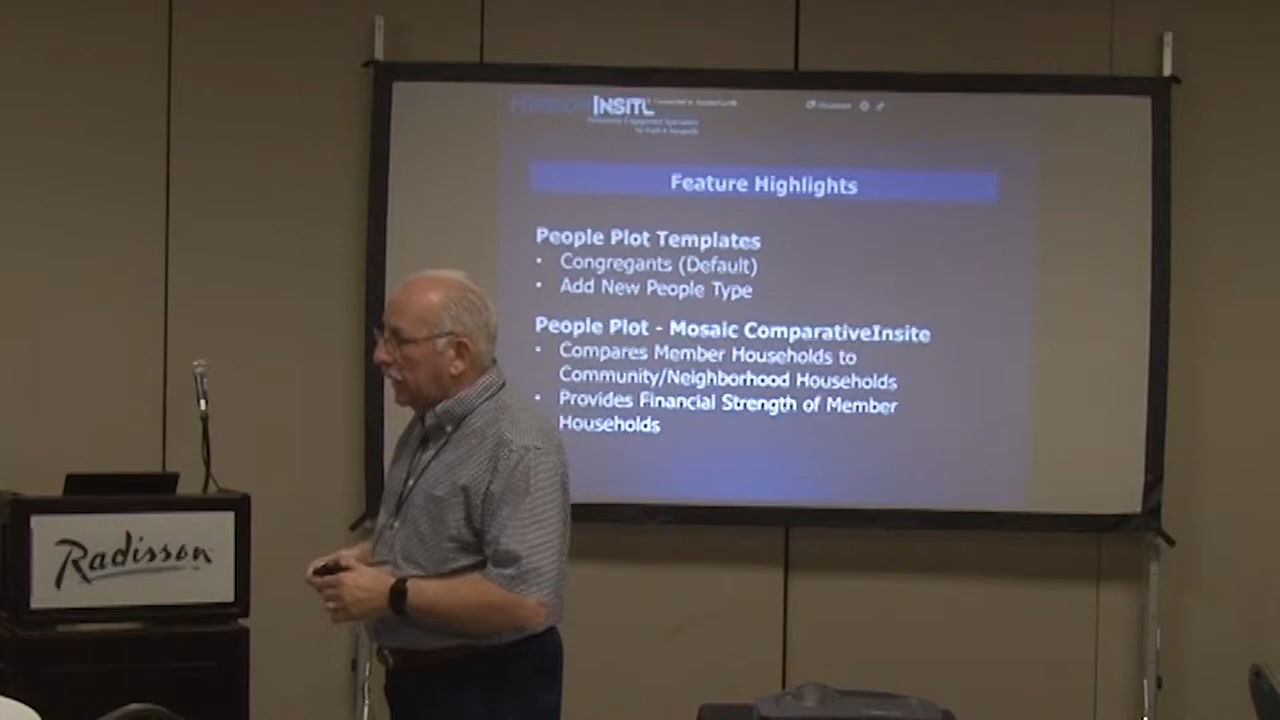 INSITE
Feature Highlights
People Plot Templates
• Congregants (Default)
• Add New People Type
People Plot - Mosaic ComparativeInsite
• Compares Member Households to
Community/Neighborhood Households
• Provides Financial Strength of Member
Households
Radisson